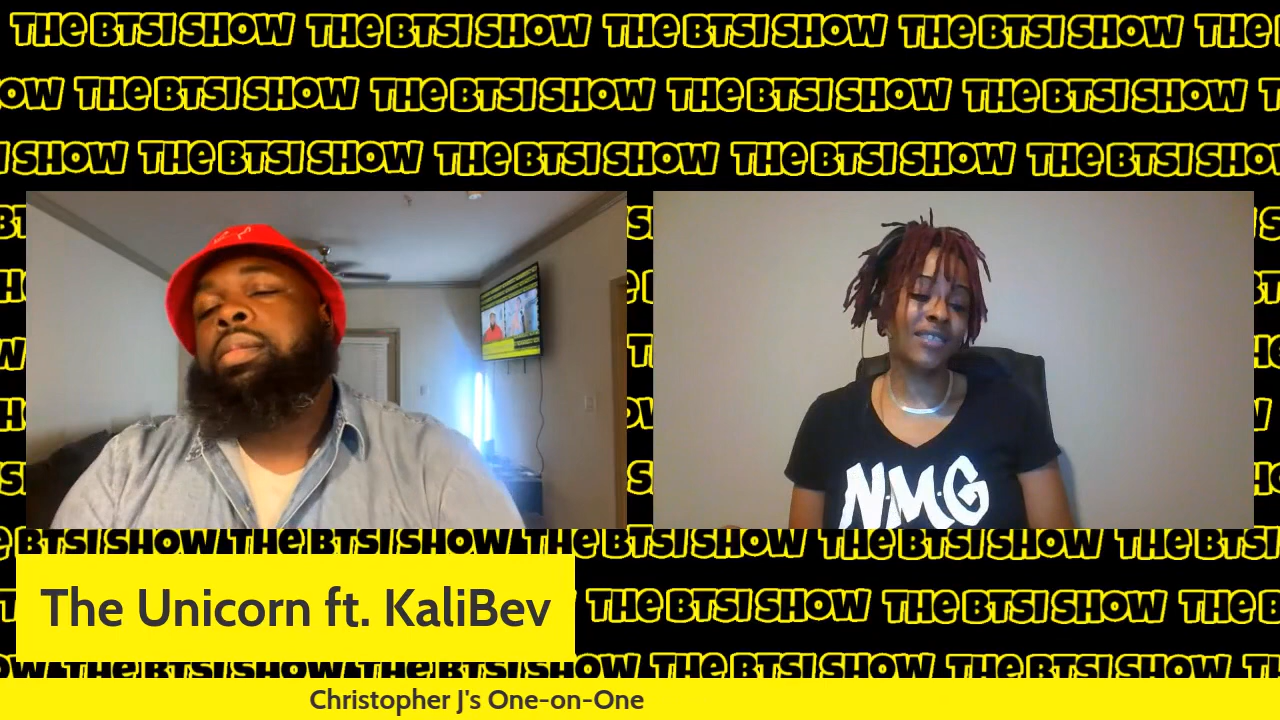 THe BTSI SHOW THe BTSI SHOW THe BTSI SHOW THe BTSI SHOW THe
OW THe BTSI SHOW THe BTSI SHOW THe BTSI SHOW THe BTSI SHOW
SHOW THe BTSI SHOW THe BTSI SHOW THe BTSI SHOW THe BTSI SHOW
N.M.G
e BTSI SHOW THe BTSI SHOW THe BTSI SHOW THe BTSI SHOW THe BTSI
The Unicorn ft. KaliBev
THe BTSI SHOW THe BTSI SHOW THe B
OW THe BTSI SHOW THe BTSI SHOW THe BTSI SHOW THe BTSI SHOW
Christopher J's One-on-One